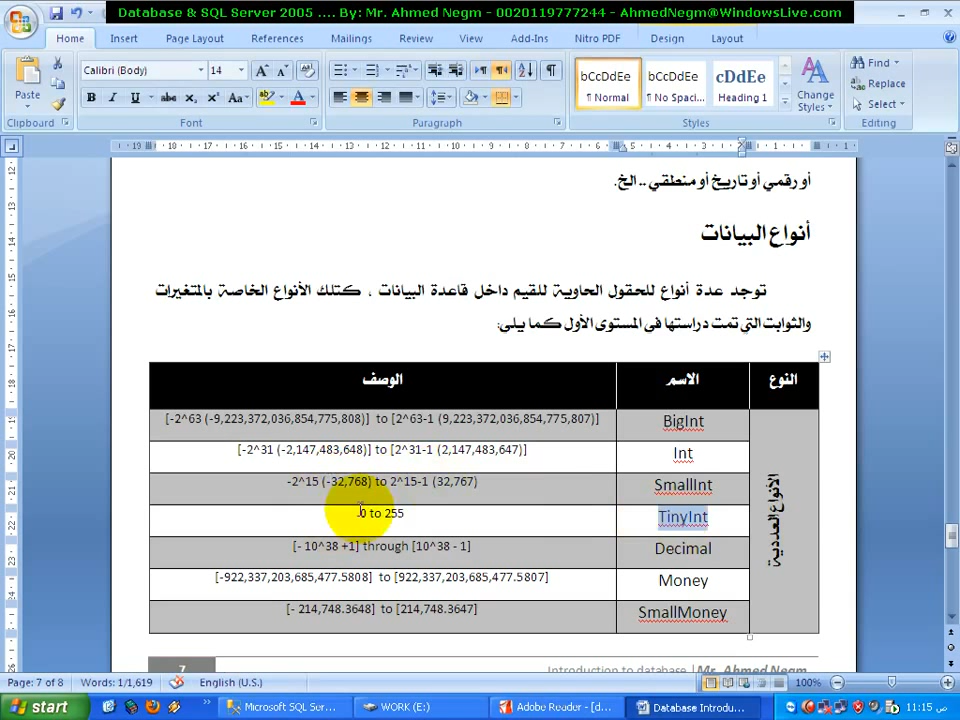 Database & SQL Server 2005 .... By: Mr. Ahmed Negm - 0020119777244 - AhmedNegm@WindowsLive.com
Home Insert Page Layout References Mailings Review View Add-Ins Nitro PDF Design Layout
Calibri (Body) 14
bCcDdEe bCcDdEe cDdEe
Paste
¶ Normal ¶ No Spaci... Heading 1
Change Styles
Find
Replace
Select
Clipboard Font Paragraph Styles Editing
أو رقمي أو تاريخ أو منطقي .. الخ.
أنواع البيانات
توجد عدة أنواع للحقول الحاوية للقيم داخل قاعدة البيانات ، كتلك الأنواع الخاصة بالمتغيرات
والثوابت التي تمت دراستها في المستوى الأول كما يلي:
النوع الاسم الوصف
الأنواع العددية
BigInt [-2^63 (-9,223,372,036,854,775,808)] to [2^63-1 (9,223,372,036,854,775,807)]
Int [-2^31 (-2,147,483,648)] to [2^31-1 (2,147,483,647)]
SmallInt -2^15 (-32,768) to 2^15-1 (32,767)
TinyInt 0 to 255
Decimal [- 10^38 +1] through [10^38 - 1]
Money [-922,337,203,685,477.5808] to [922,337,203,685,477.5807]
SmallMoney [- 214,748.3648] to [214,748.3647]
7 Introduction to database | Mr. Ahmed Negm
Page: 7 of 8 Words: 1/1,619 English (U.S.) 100%
start Microsoft SQL Ser... WORK (E:) Adobe Reader - [d... Database Introdu... 11:15 ص